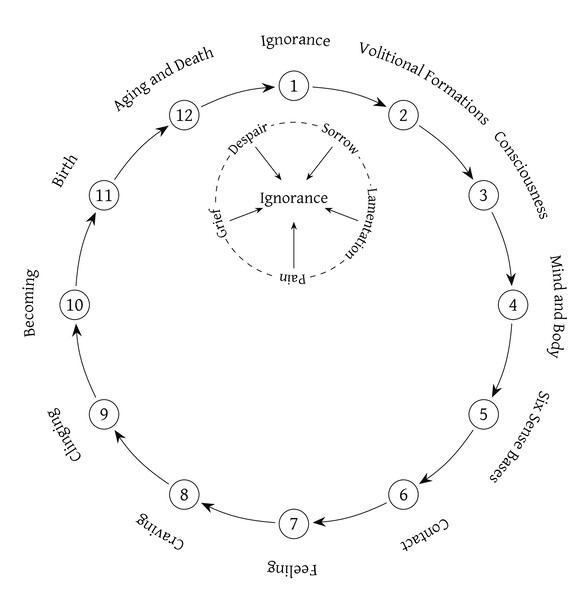 Ignorance
1
Volitional Formations
2
Consciousness
3
Mind and Body
4
Six Sense Bases
5
Contact
6
Feeling
7
Craving
8
Clinging
9
Becoming
10
Birth
11
Aging and Death
12
Despair
Sorrow
Lamentation
Pain
Grief
Ignorance